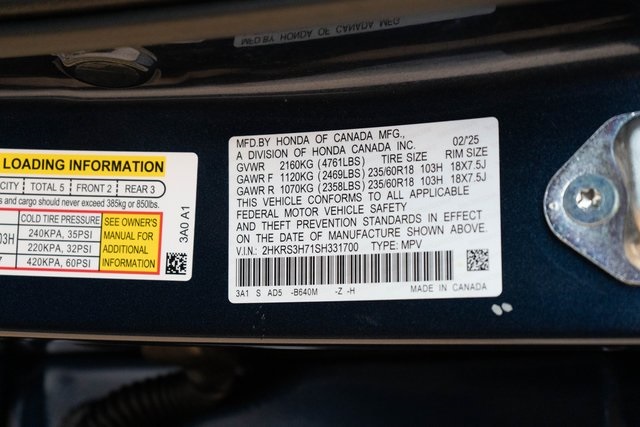 LOADING INFORMATION
CITY TOTAL 5 FRONT 2 REAR 3
s and cargo should never exceed 385kg or 850lbs.
COLD TIRE PRESSURE
03H 240KPA, 35PSI
220KPA, 32PSI
7 420KPA, 60PSI
SEE OWNER'S
MANUAL FOR
ADDITIONAL
INFORMATION
3A0 A1
MFD.BY HONDA OF CANADA MFG.,
A DIVISION OF HONDA CANADA INC. 02/'25
GVWR 2160KG (4761LBS) TIRE SIZE RIM SIZE
GAWR F 1120KG (2469LBS) 235/60R18 103H 18X7.5J
GAWR R 1070KG (2358LBS) 235/60R18 103H 18X7.5J
THIS VEHICLE CONFORMS TO ALL APPLICABLE
FEDERAL MOTOR VEHICLE SAFETY
AND THEFT PREVENTION STANDARDS IN EFFECT
ON THE DATE OF MANUFACTURE SHOWN ABOVE.
V.I.N: 2HKRS3H71SH331700 TYPE: MPV
3A1 S AD5 -B640M -Z -H MADE IN CANADA